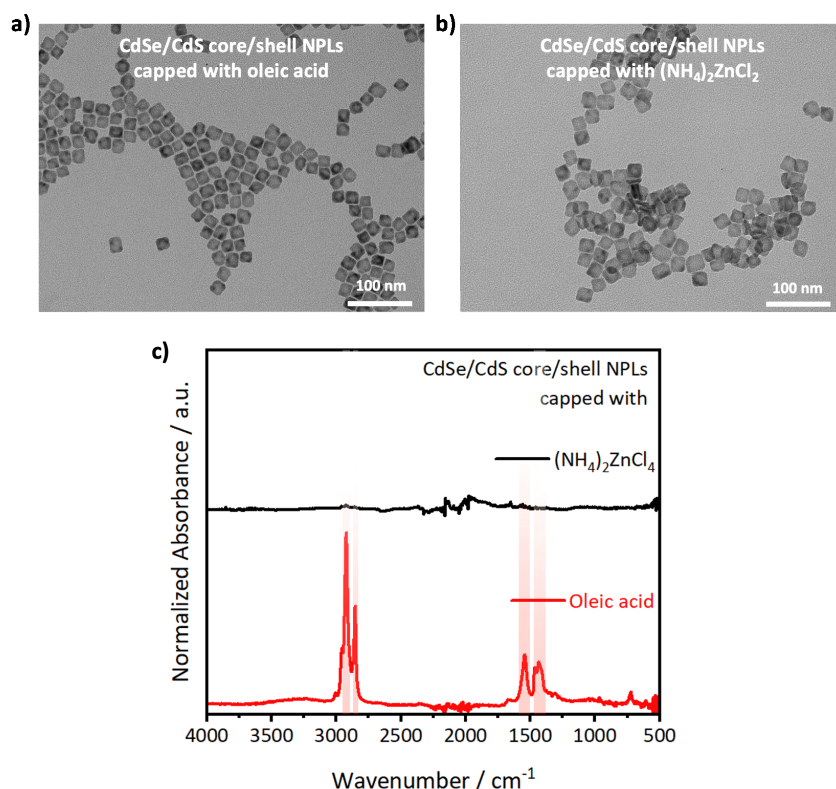 a)
CdSe/CdS core/shell NPLs
capped with oleic acid
100 nm
b)
CdSe/CdS core/shell NPLs
capped with (NH₄)₂ZnCl₂
100 nm
c)
CdSe/CdS core/shell NPLs
capped with
(NH₄)₂ZnCl₄
Oleic acid
Normalized Absorbance / a.u.
4000 3500 3000 2500 2000 1500 1000 500
Wavenumber / cm⁻¹